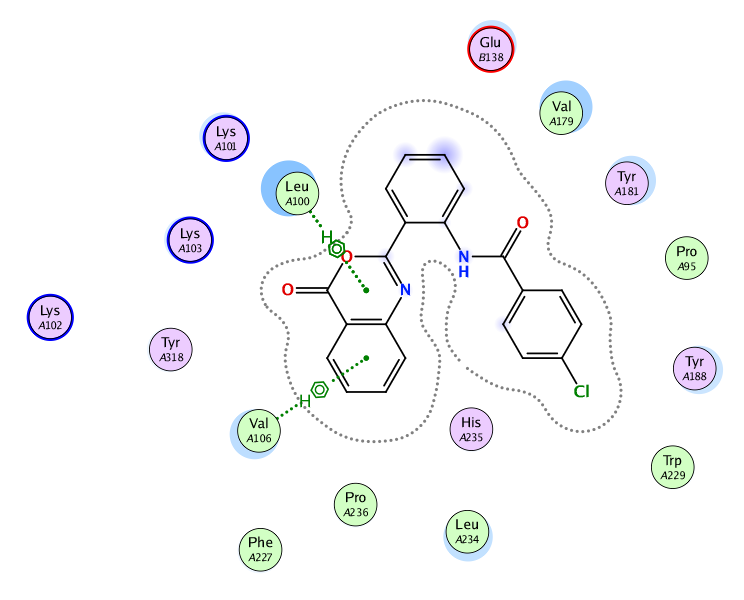 Glu
B138
Val
A179
Lys
A101
Tyr
A181
Leu
A100
O
Lys
A103
H
O
N
H
Pro
A95
O
N
Lys
A102
Tyr
A318
Tyr
A188
Cl
H
Val
A106
His
A235
Trp
A229
Pro
A236
Leu
A234
Phe
A227